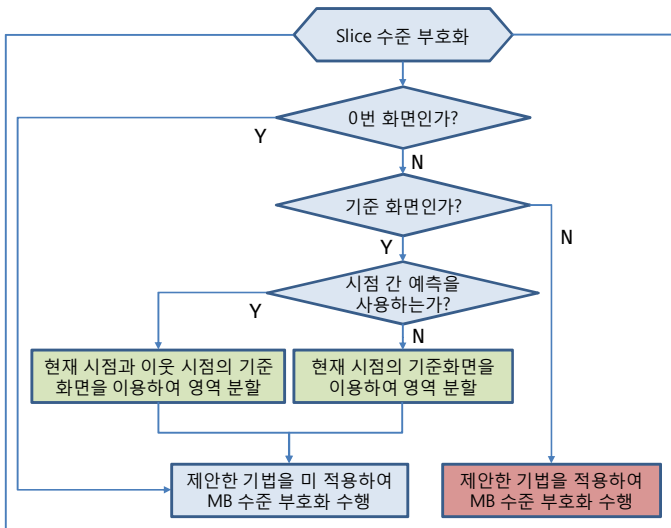 Slice 수준 부호화
0번 화면인가?
Y
N
기준 화면인가?
N
Y
시점 간 예측을
사용하는가?
Y
N
현재 시점과 이웃 시점의 기준
화면을 이용하여 영역 분할
현재 시점의 기준화면을
이용하여 영역 분할
제안한 기법을 미 적용하여
MB 수준 부호화 수행
제안한 기법을 적용하여
MB 수준 부호화 수행